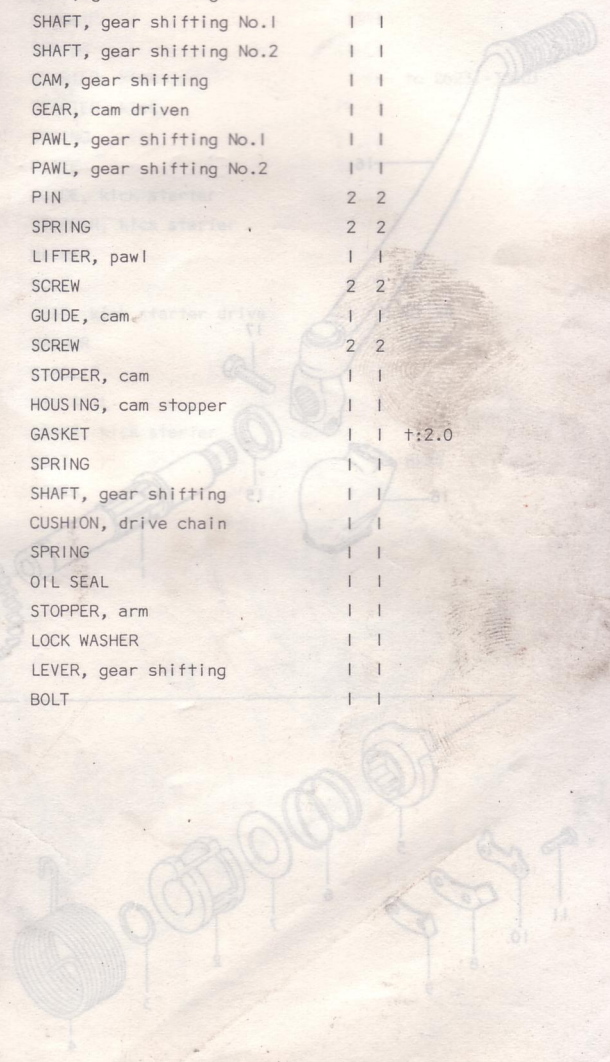 SHAFT, gear shifting No.1 1 1
SHAFT, gear shifting No.2 1 1
CAM, gear shifting 1 1
GEAR, cam driven 1 1
PAWL, gear shifting No.1 1 1
PAWL, gear shifting No.2 1 1
PIN 2 2
SPRING 2 2
LIFTER, pawl 1 1
SCREW 2 2
GUIDE, cam 1 1
SCREW 2 2
STOPPER, cam 1 1
HOUSING, cam stopper 1 1
GASKET 1 1 t:2.0
SPRING 1 1
SHAFT, gear shifting 1 1
CUSHION, drive chain 1 1
SPRING 1 1
OIL SEAL 1 1
STOPPER, arm 1 1
LOCK WASHER 1 1
LEVER, gear shifting 1 1
BOLT 1 1